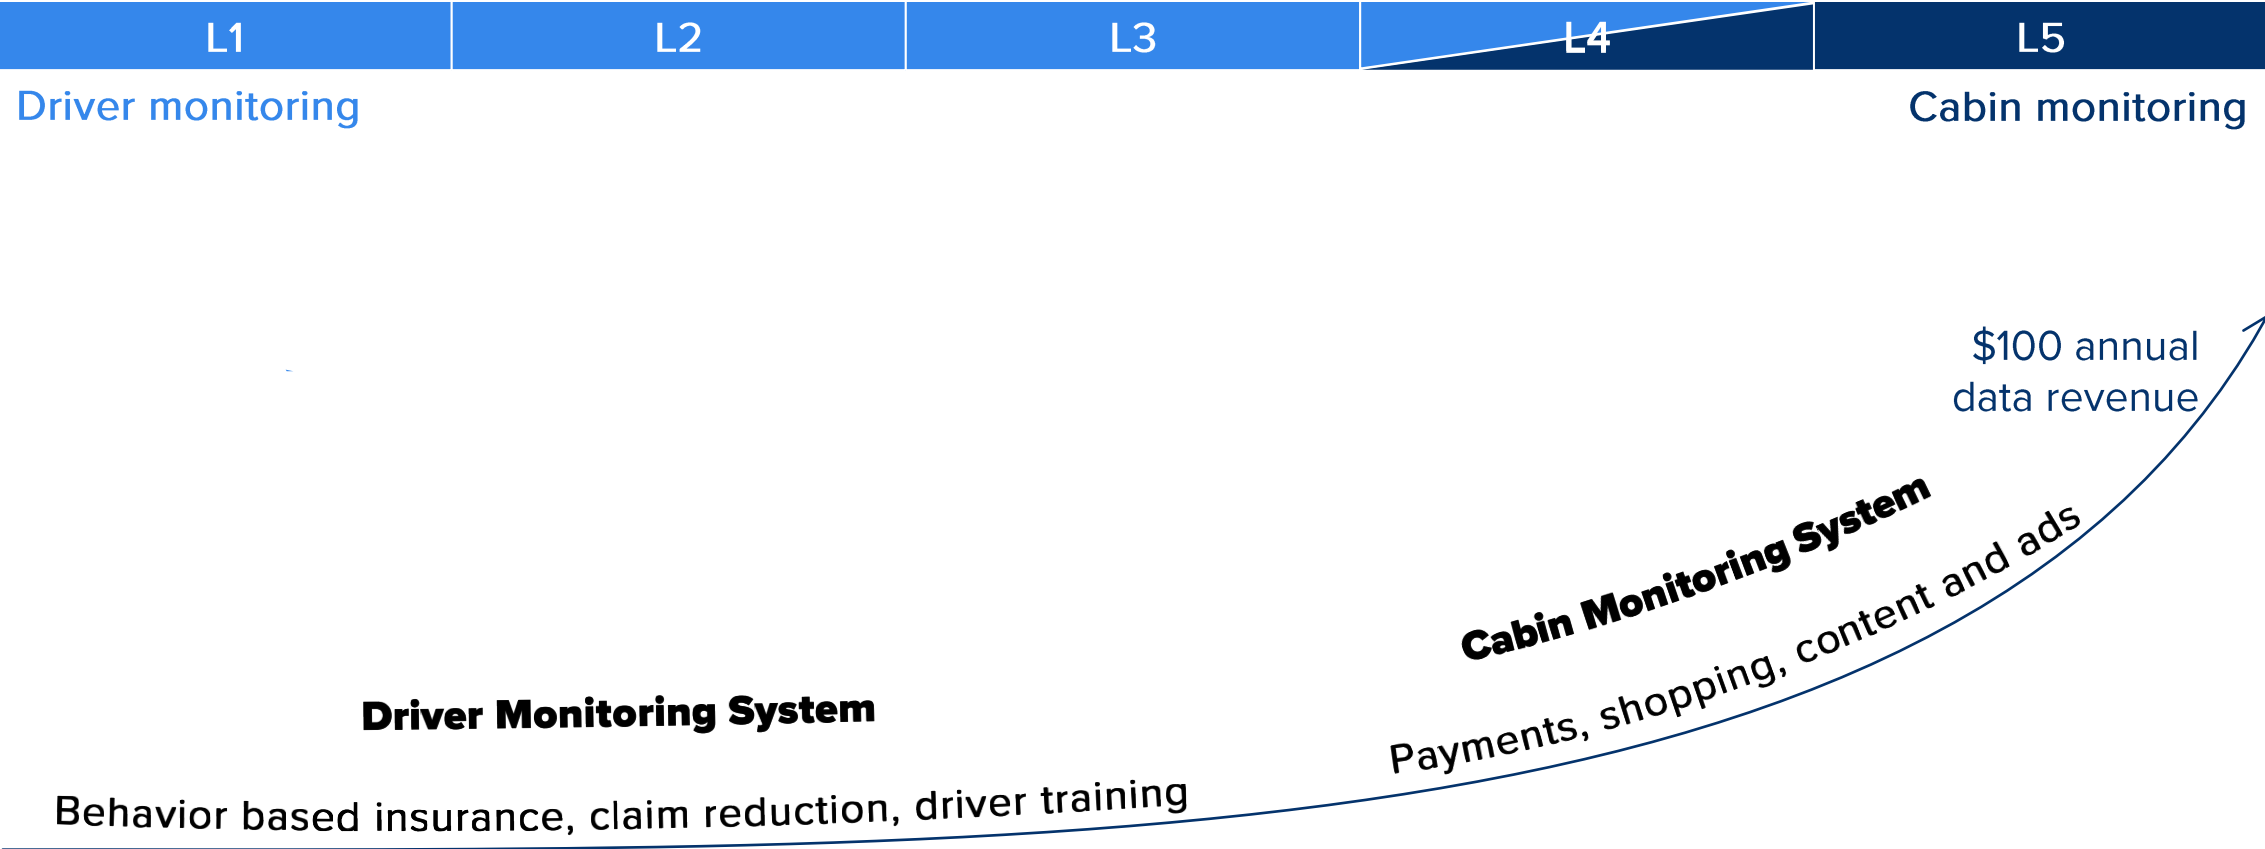 L1 L2 L3 L4 L5
Driver monitoring
Cabin monitoring
$100 annual
data revenue
Cabin Monitoring System
Payments, shopping, content and ads
Driver Monitoring System
Behavior based insurance, claim reduction, driver training